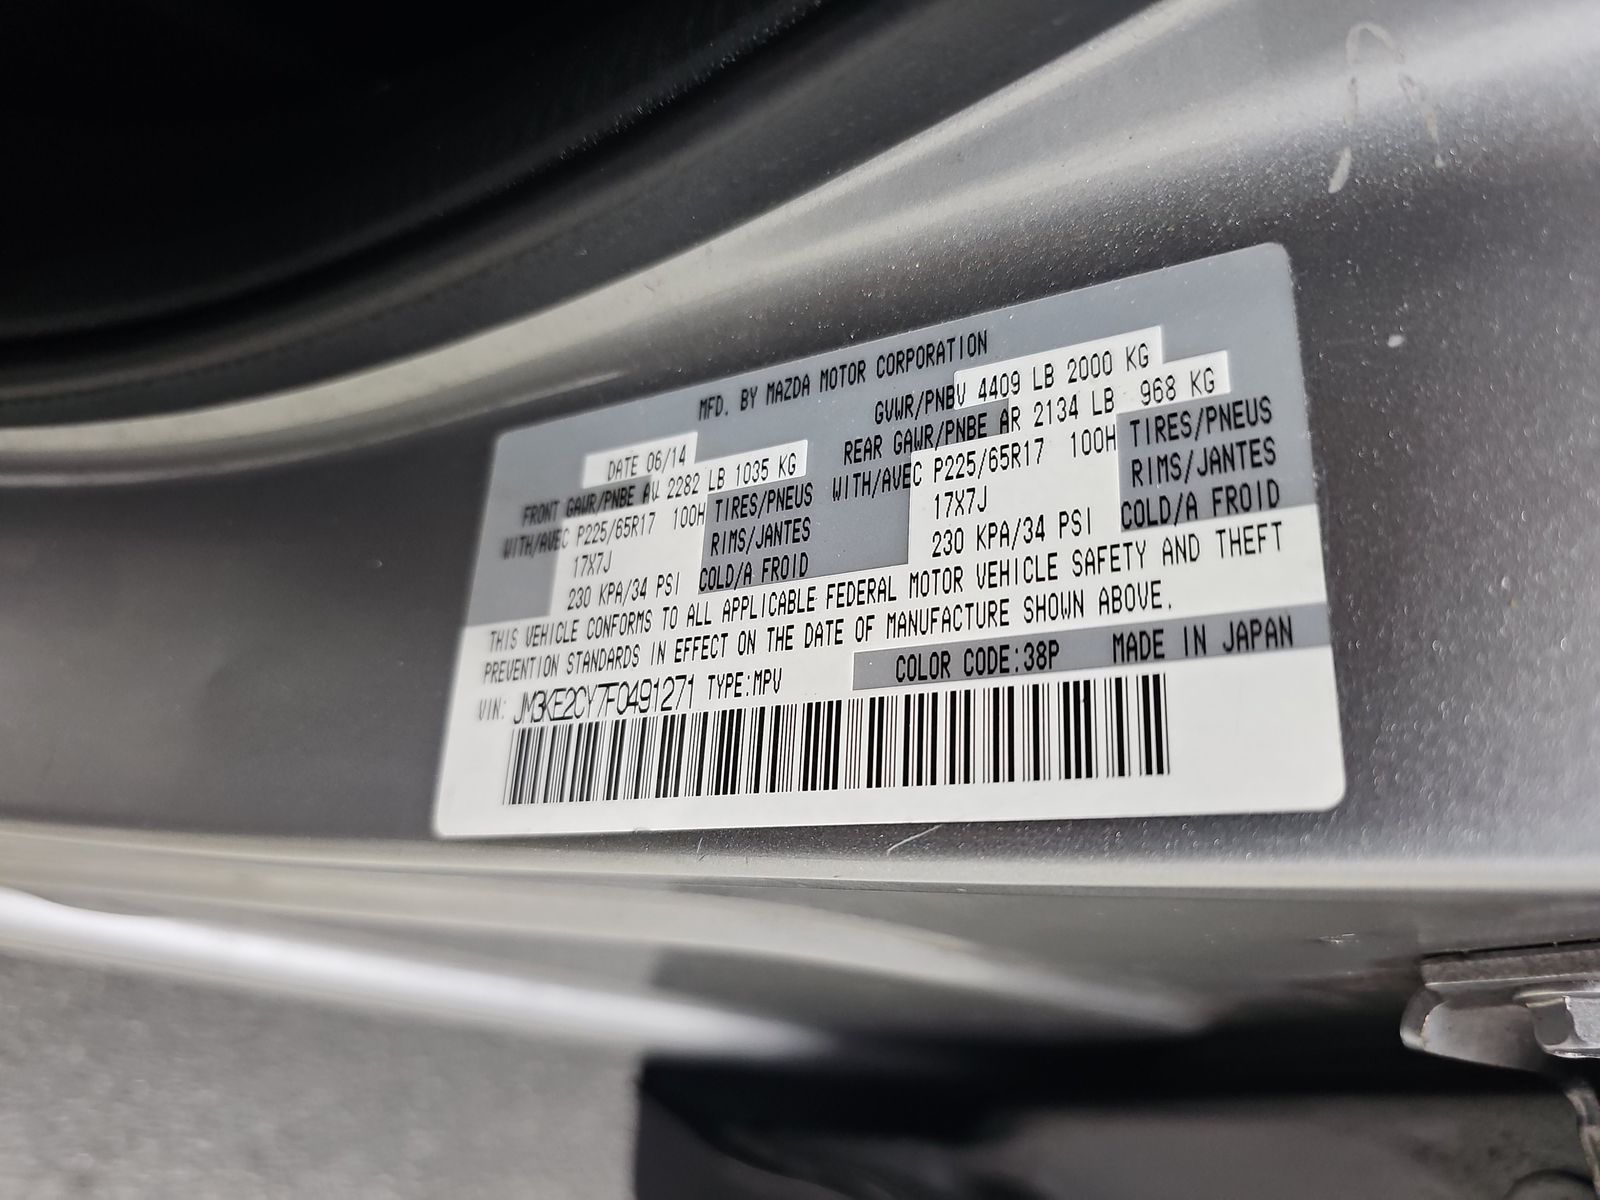 MFD. BY MAZDA MOTOR CORPORATION
DATE 06/14
GVWR/PNBV 4409 LB 2000 KG
FRONT GAWR/PNBE AV 2282 LB 1035 KG
REAR GAWR/PNBE AR 2134 LB 968 KG
WITH/AVEC P225/65R17 100H TIRES/PNEUS
WITH/AVEC P225/65R17 100H TIRES/PNEUS
17X7J RIMS/JANTES
17X7J RIMS/JANTES
230 KPA/34 PSI COLD/A FROID
230 KPA/34 PSI COLD/A FROID
THIS VEHICLE CONFORMS TO ALL APPLICABLE FEDERAL MOTOR VEHICLE SAFETY AND THEFT
PREVENTION STANDARDS IN EFFECT ON THE DATE OF MANUFACTURE SHOWN ABOVE.
COLOR CODE:38P MADE IN JAPAN
VIN: JM3KE2CY7F0491271 TYPE:MPV